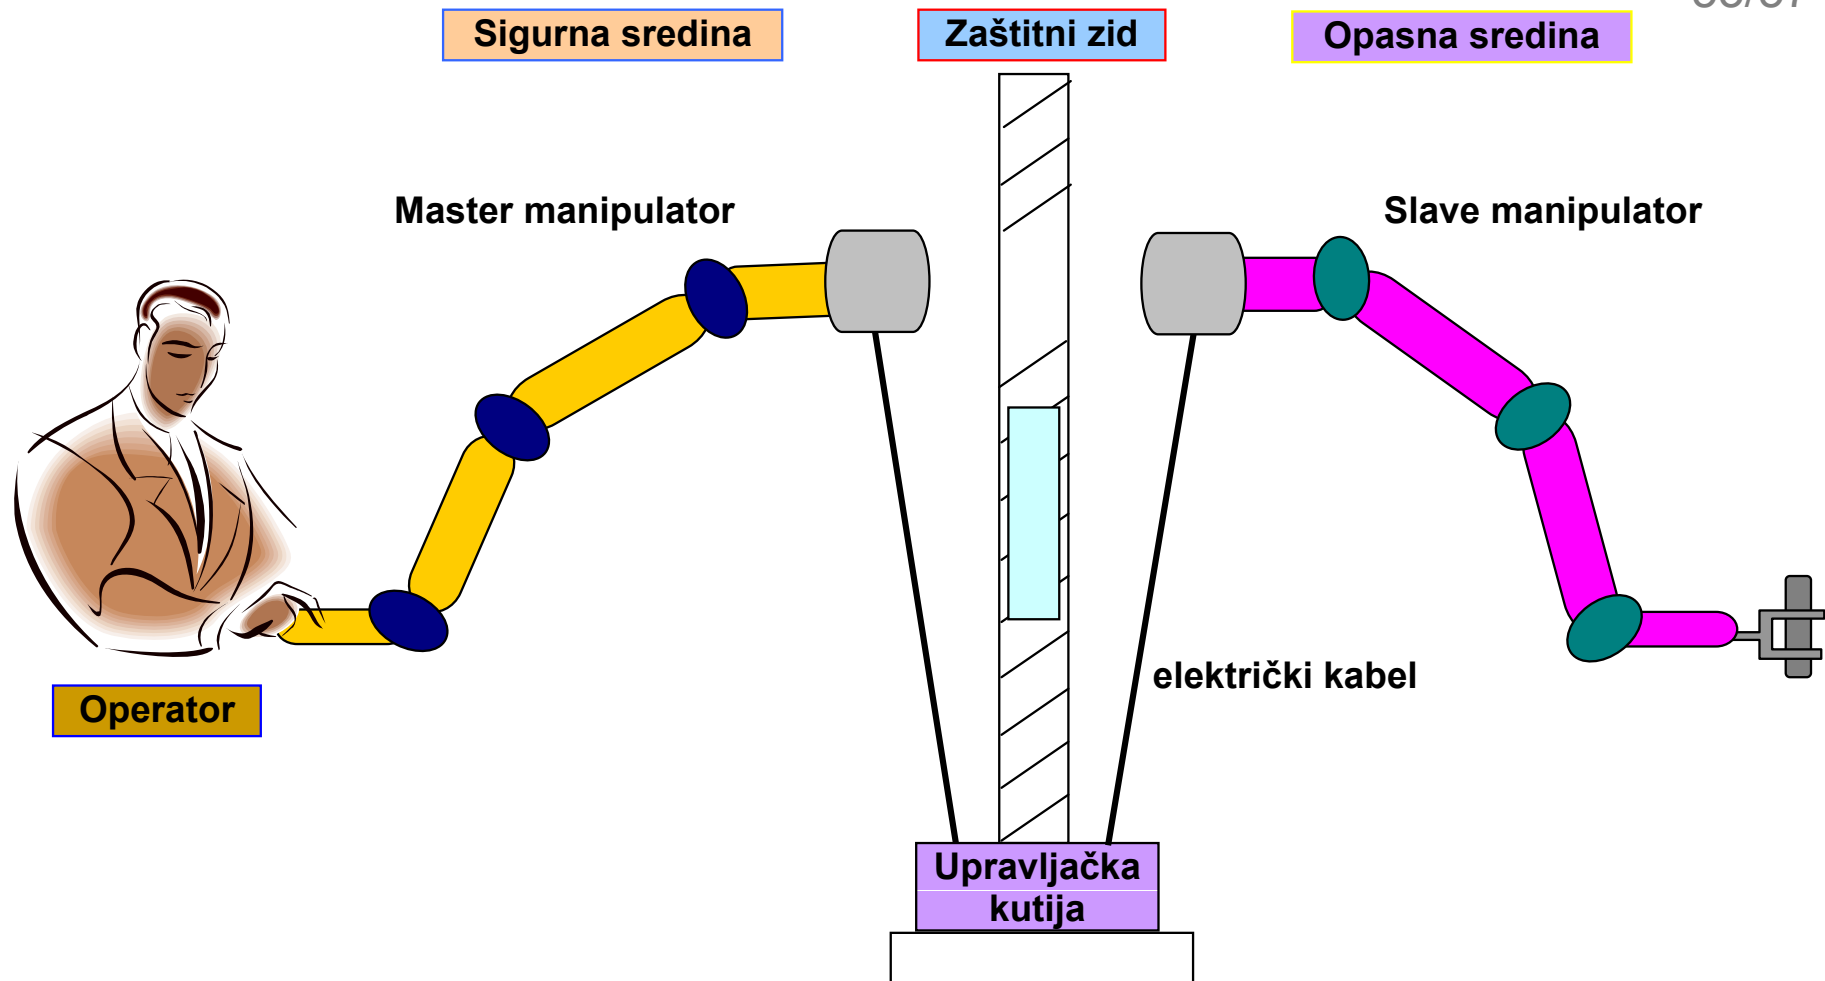 Sigurna sredina
Zaštitni zid
Opasna sredina
Master manipulator
Slave manipulator
električki kabel
Operator
Upravljačka
kutija